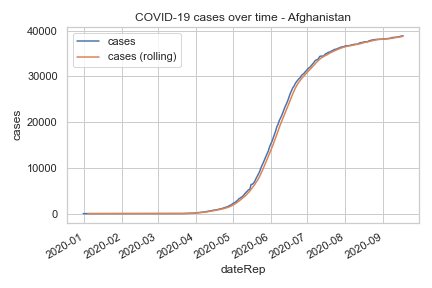 COVID-19 cases over time - Afghanistan
cases
cases (rolling)
40000
30000
20000
10000
0
cases
2020-01
2020-02
2020-03
2020-04
2020-05
2020-06
2020-07
2020-08
2020-09
dateRep